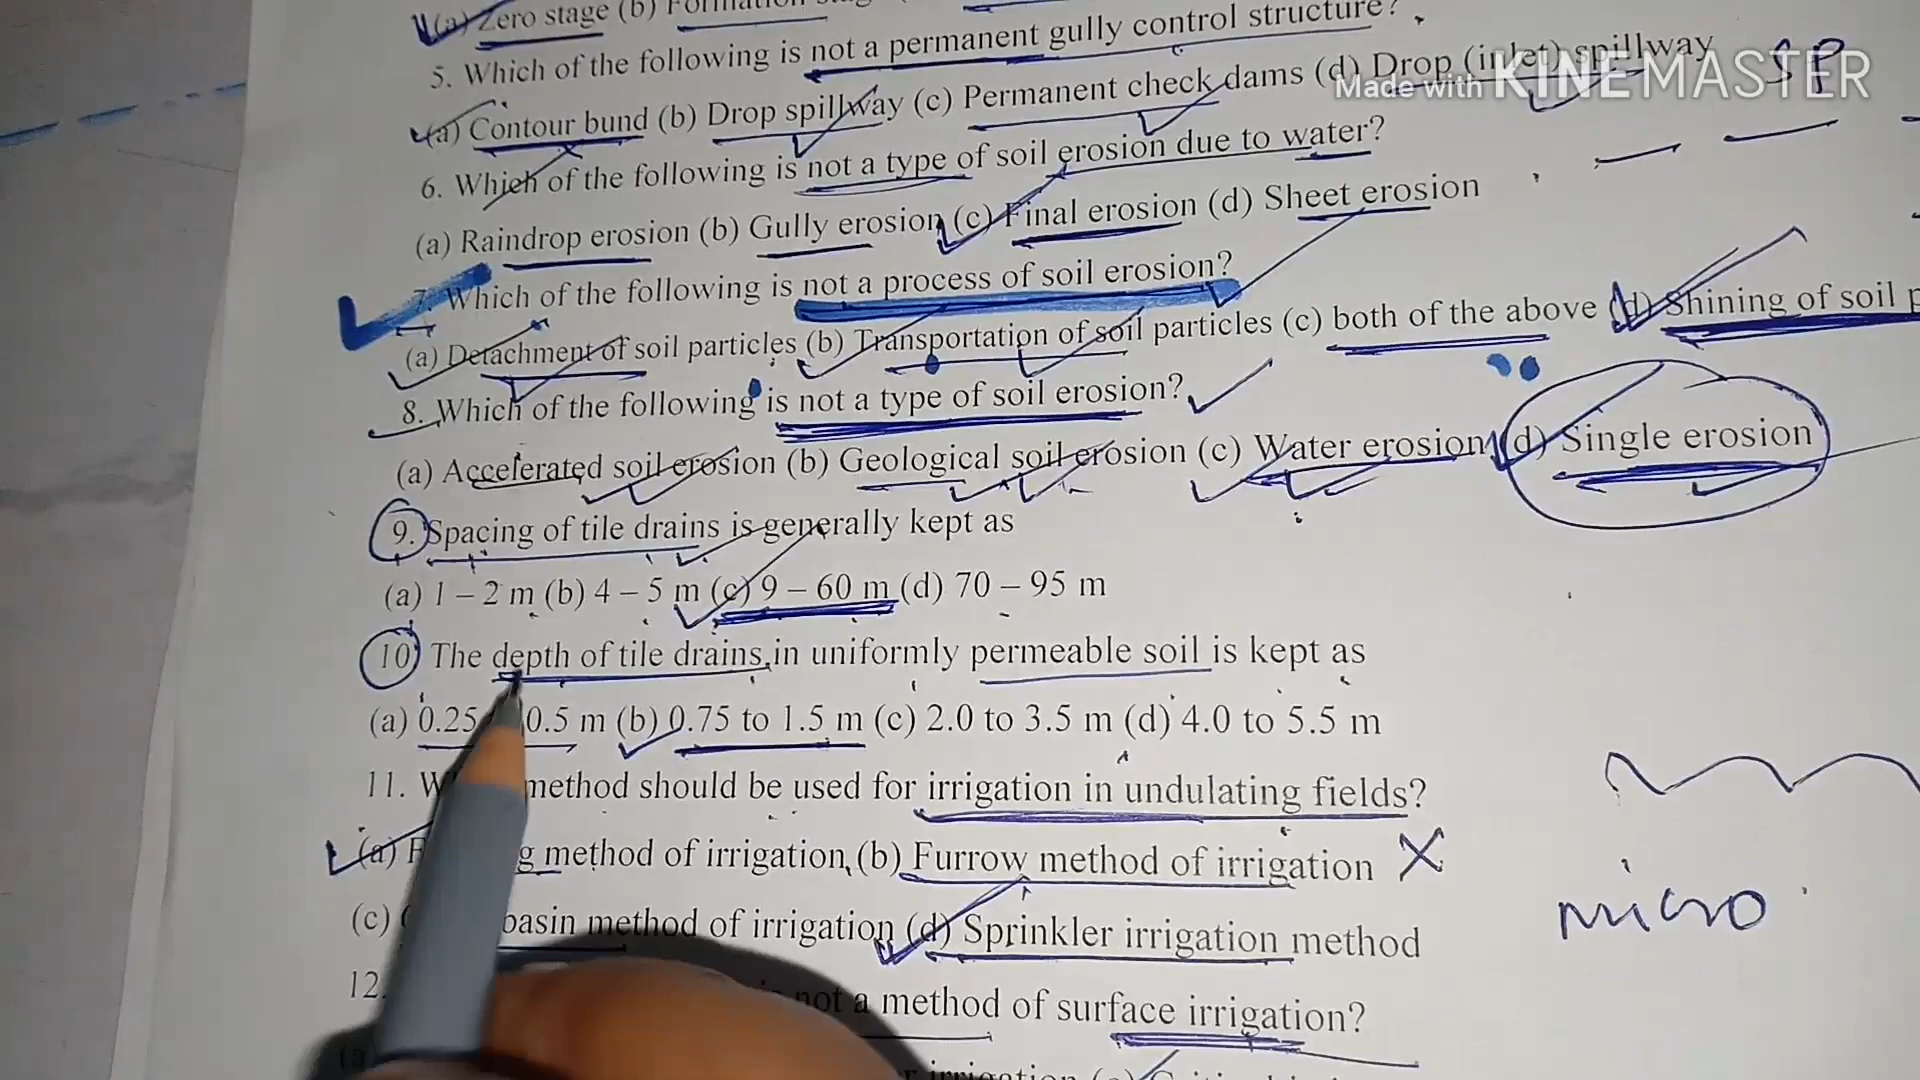 (a) Zero stage (b) Formation
5. Which of the following is not a permanent gully control structure?
(a) Contour bund (b) Drop spillway (c) Permanent check dams (d) Drop (inlet) spillway SP
Made with KINEMASTER
6. Which of the following is not a type of soil erosion due to water?
(a) Raindrop erosion (b) Gully erosion (c) Final erosion (d) Sheet erosion
7. Which of the following is not a process of soil erosion?
(a) Detachment of soil particles (b) Transportation of soil particles (c) both of the above (d) Shining of soil p
8. Which of the following is not a type of soil erosion?
(a) Accelerated soil erosion (b) Geological soil erosion (c) Water erosion (d) Single erosion
9. Spacing of tile drains is generally kept as
(a) 1 – 2 m (b) 4 – 5 m (c) 9 – 60 m (d) 70 – 95 m
10 The depth of tile drains in uniformly permeable soil is kept as
(a) 0.25 0.5 m (b) 0.75 to 1.5 m (c) 2.0 to 3.5 m (d) 4.0 to 5.5 m
11. method should be used for irrigation in undulating fields?
(a) method of irrigation (b) Furrow method of irrigation
(c) basin method of irrigation (d) Sprinkler irrigation method
micro
12. not a method of surface irrigation?